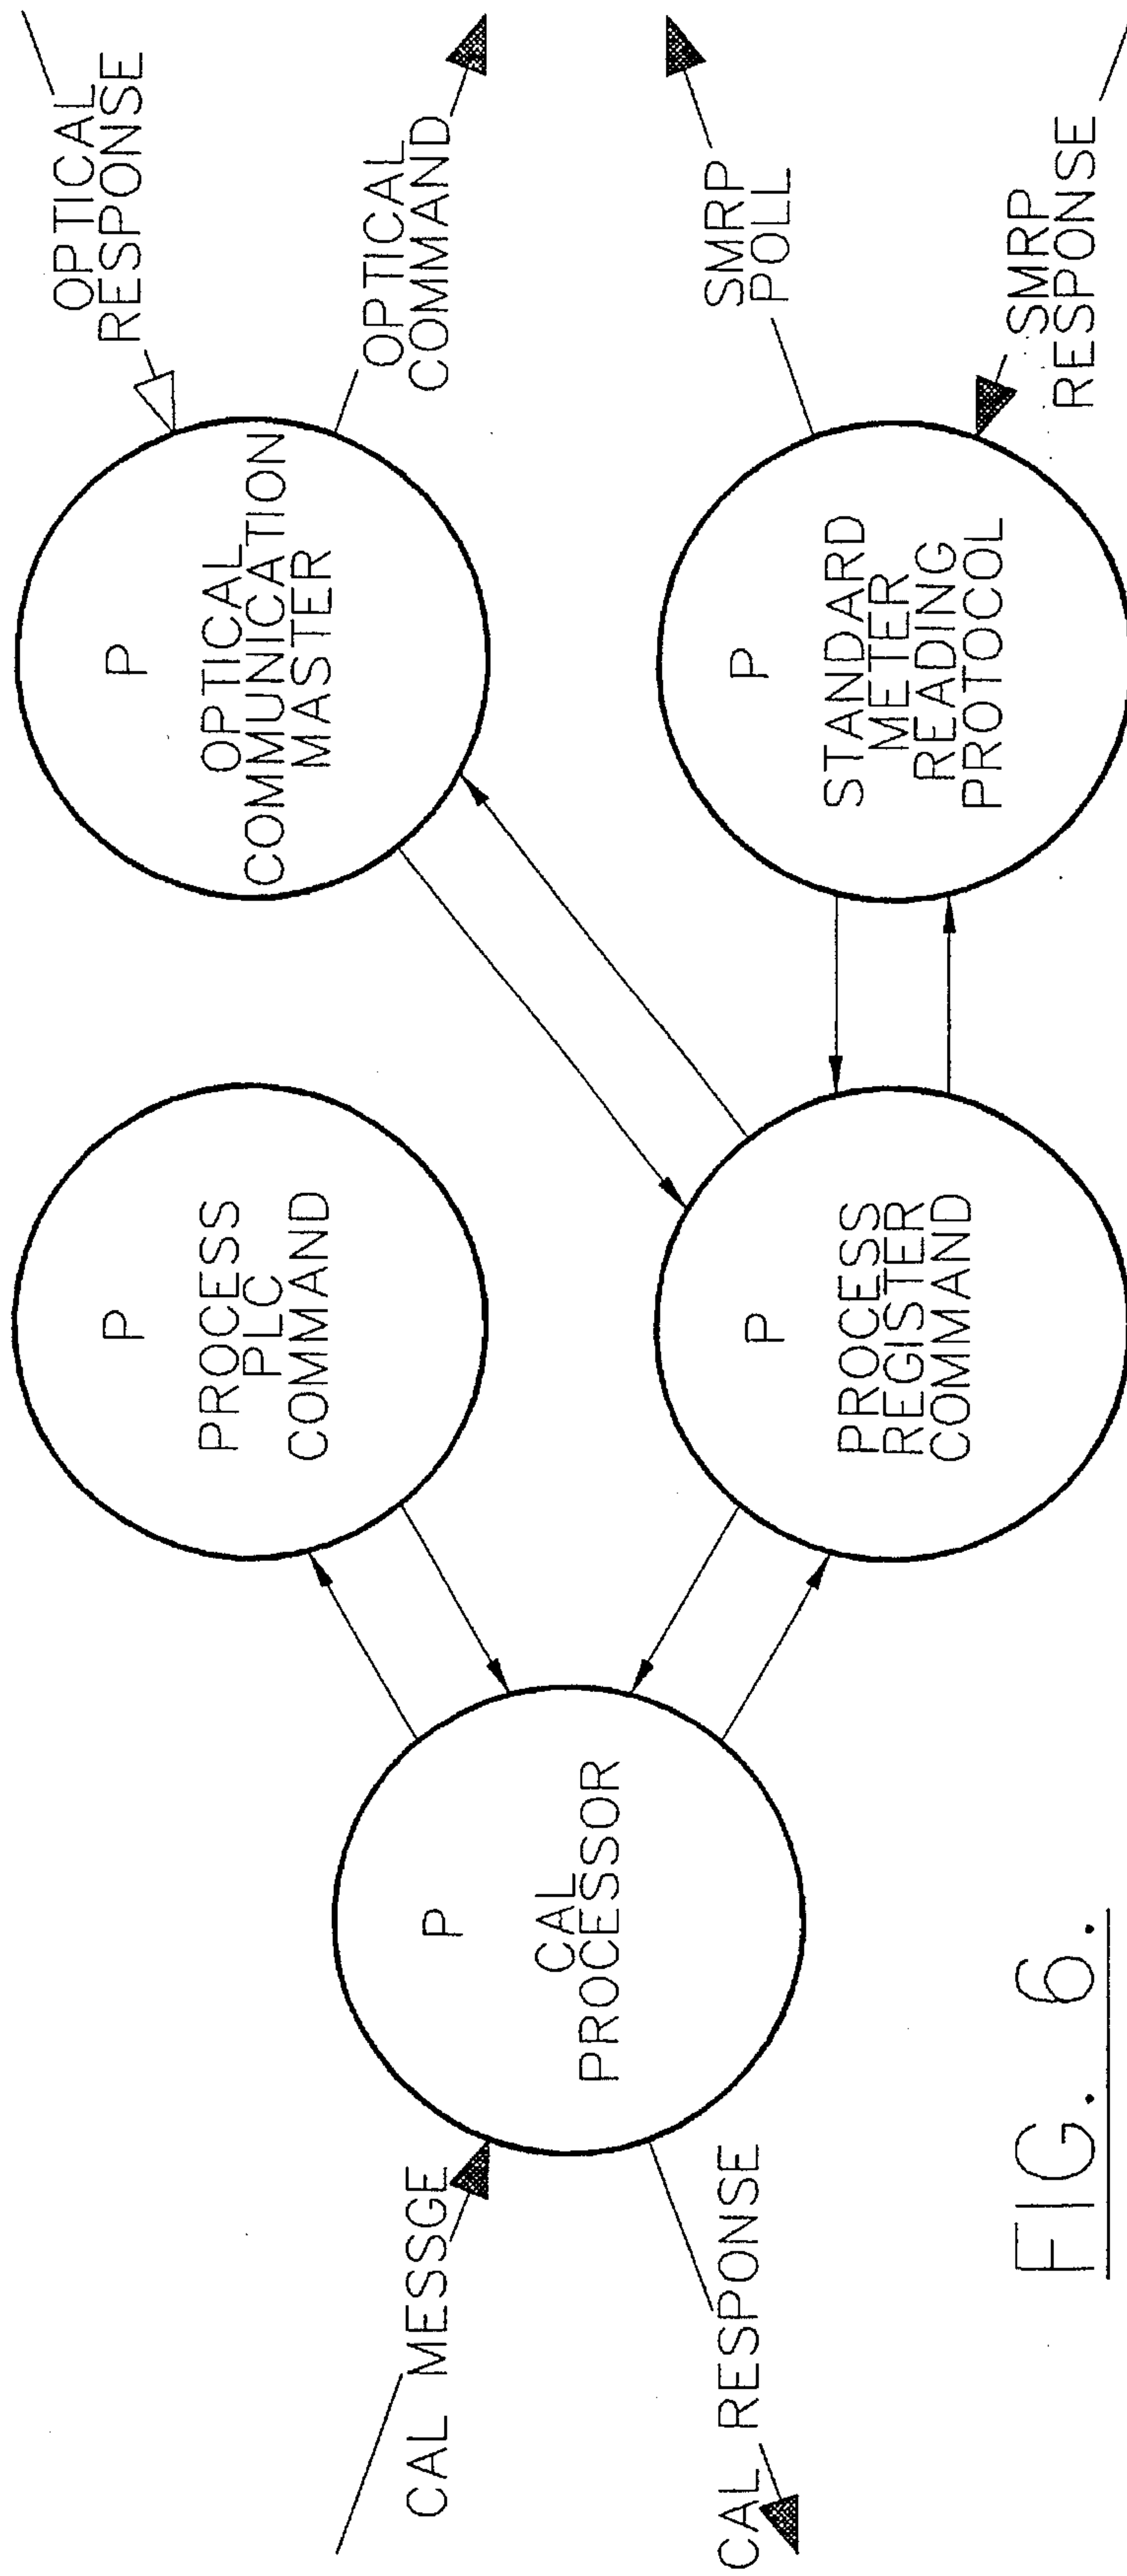 CAL MESSGE
CAL RESPONSE
P
CAL
PROCESSOR
P
PROCESS
PLC
COMMAND
P
PROCESS
REGISTER
COMMAND
P
OPTICAL
COMMUNICATION
MASTER
P
STANDARD
METER
READING
PROTOCOL
OPTICAL
RESPONSE
OPTICAL
COMMAND
SMRP
POLL
SMRP
RESPONSE
FIG. 6.